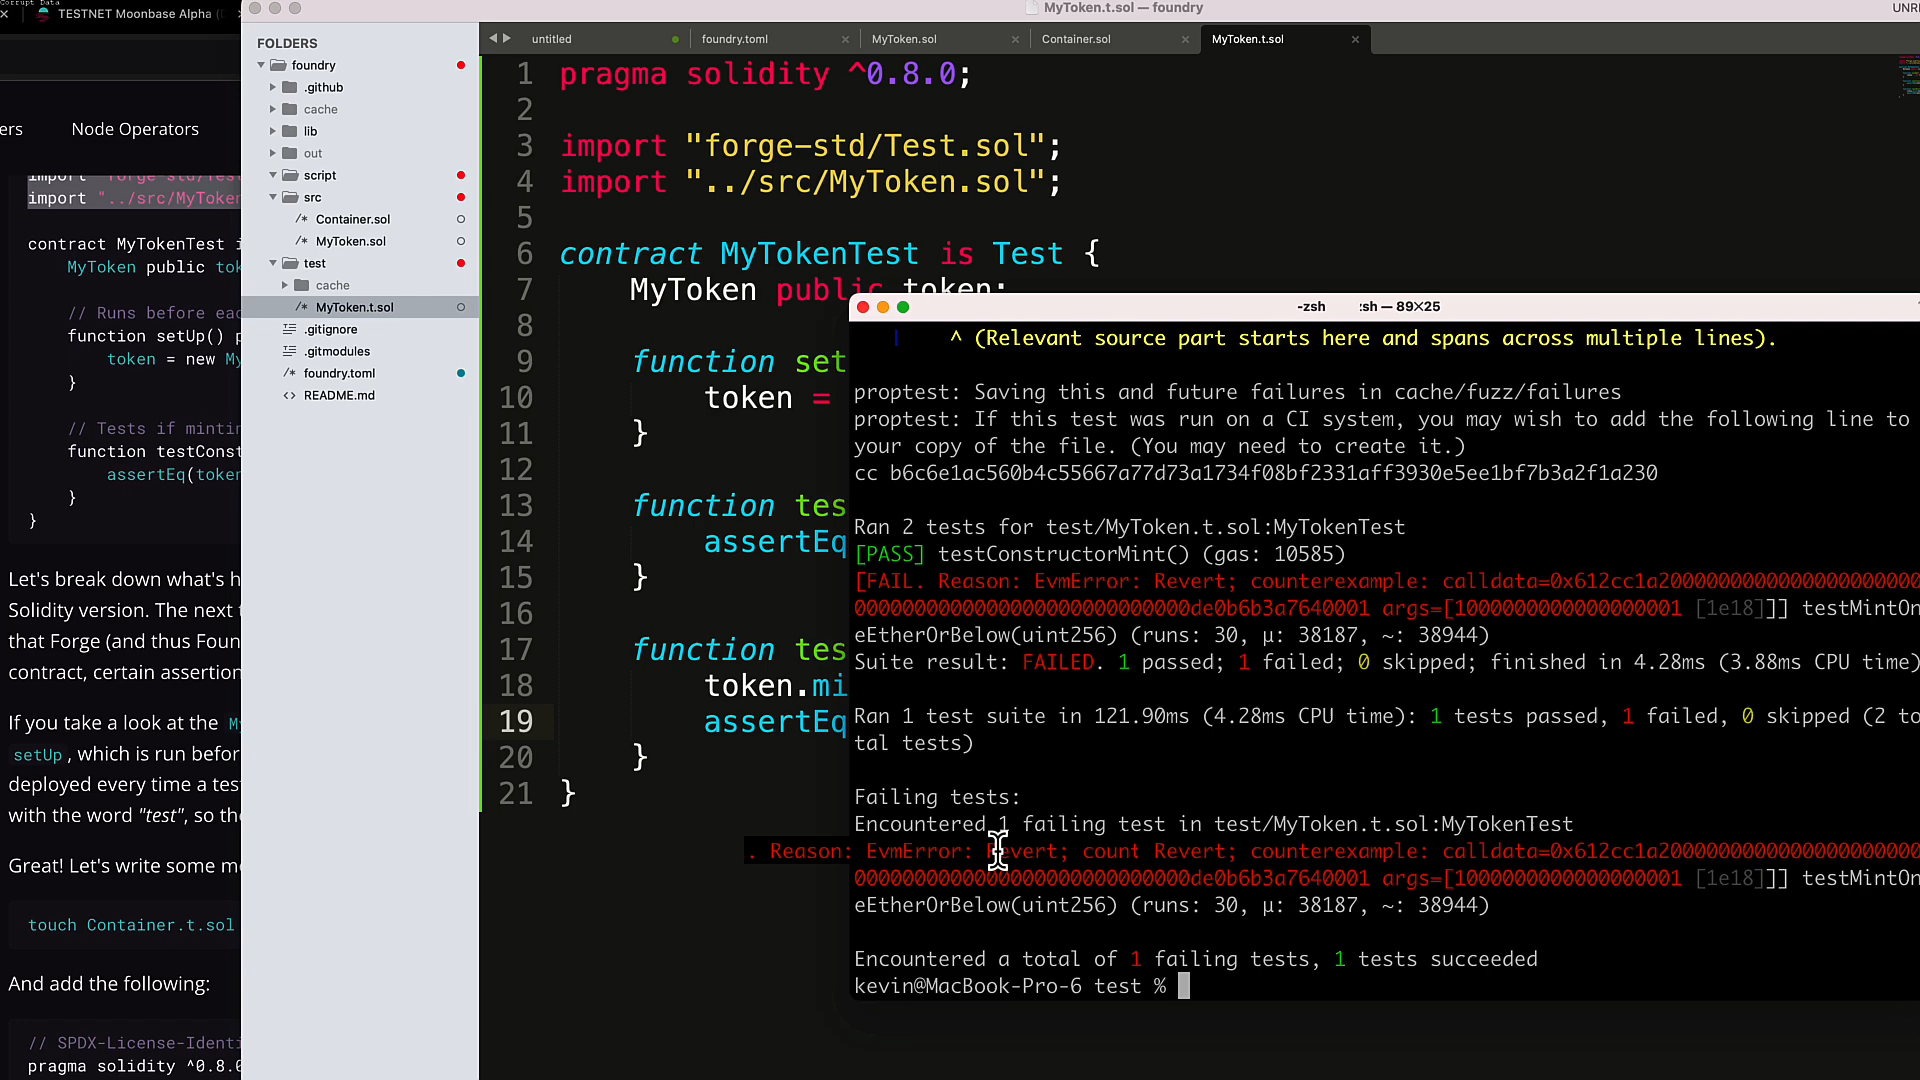 Corrupt Data
TESTNET Moonbase Alpha (
ers
Node Operators
import "../src/MyToken
contract MyTokenTest i
MyToken public tok
// Runs before eac
function setUp() p
token = new My
}
// Tests if mintin
function testConst
assertEq(token
}
}
Let's break down what's h
Solidity version. The next t
that Forge (and thus Foun
contract, certain assertion
If you take a look at the My
setUp, which is run befor
deployed every time a tes
with the word "test", so the
Great! Let's write some mo
touch Container.t.sol
And add the following:
// SPDX-License-Identi
pragma solidity ^0.8.0
FOLDERS
foundry
.github
cache
lib
out
script
src
/* Container.sol
/* MyToken.sol
test
cache
/* MyToken.t.sol
.gitignore
.gitmodules
/* foundry.toml
<> README.md
MyToken.t.sol — foundry
UNRE
untitled
foundry.toml
MyToken.sol
Container.sol
MyToken.t.sol
1 pragma solidity ^0.8.0;
2
3 import "forge-std/Test.sol";
4 import "../src/MyToken.sol";
5
6 contract MyTokenTest is Test {
7 MyToken public token;
8
9 function set
10 token =
11 }
12
13 function tes
14 assertEq
15 }
16
17 function tes
18 token.mi
19 assertEq
20 }
21 }
-zsh
:sh — 89×25
| ^ (Relevant source part starts here and spans across multiple lines).
proptest: Saving this and future failures in cache/fuzz/failures
proptest: If this test was run on a CI system, you may wish to add the following line to
your copy of the file. (You may need to create it.)
cc b6c6e1ac560b4c55667a77d73a1734f08bf2331aff3930e5ee1bf7b3a2f1a230
Ran 2 tests for test/MyToken.t.sol:MyTokenTest
[PASS] testConstructorMint() (gas: 10585)
[FAIL. Reason: EvmError: Revert; counterexample: calldata=0x612cc1a20000000000000000000000
0000000000000000000000000000de0b6b3a7640001 args=[1000000000000000001 [1e18]]] testMintOn
eEtherOrBelow(uint256) (runs: 30, μ: 38187, ~: 38944)
Suite result: FAILED. 1 passed; 1 failed; 0 skipped; finished in 4.28ms (3.88ms CPU time)
Ran 1 test suite in 121.90ms (4.28ms CPU time): 1 tests passed, 1 failed, 0 skipped (2 to
tal tests)
Failing tests:
Encountered 1 failing test in test/MyToken.t.sol:MyTokenTest
. Reason: EvmError: Revert; count Revert; counterexample: calldata=0x612cc1a20000000000000000000000
0000000000000000000000000000de0b6b3a7640001 args=[1000000000000000001 [1e18]]] testMintOn
eEtherOrBelow(uint256) (runs: 30, μ: 38187, ~: 38944)
Encountered a total of 1 failing tests, 1 tests succeeded
kevin@MacBook-Pro-6 test %